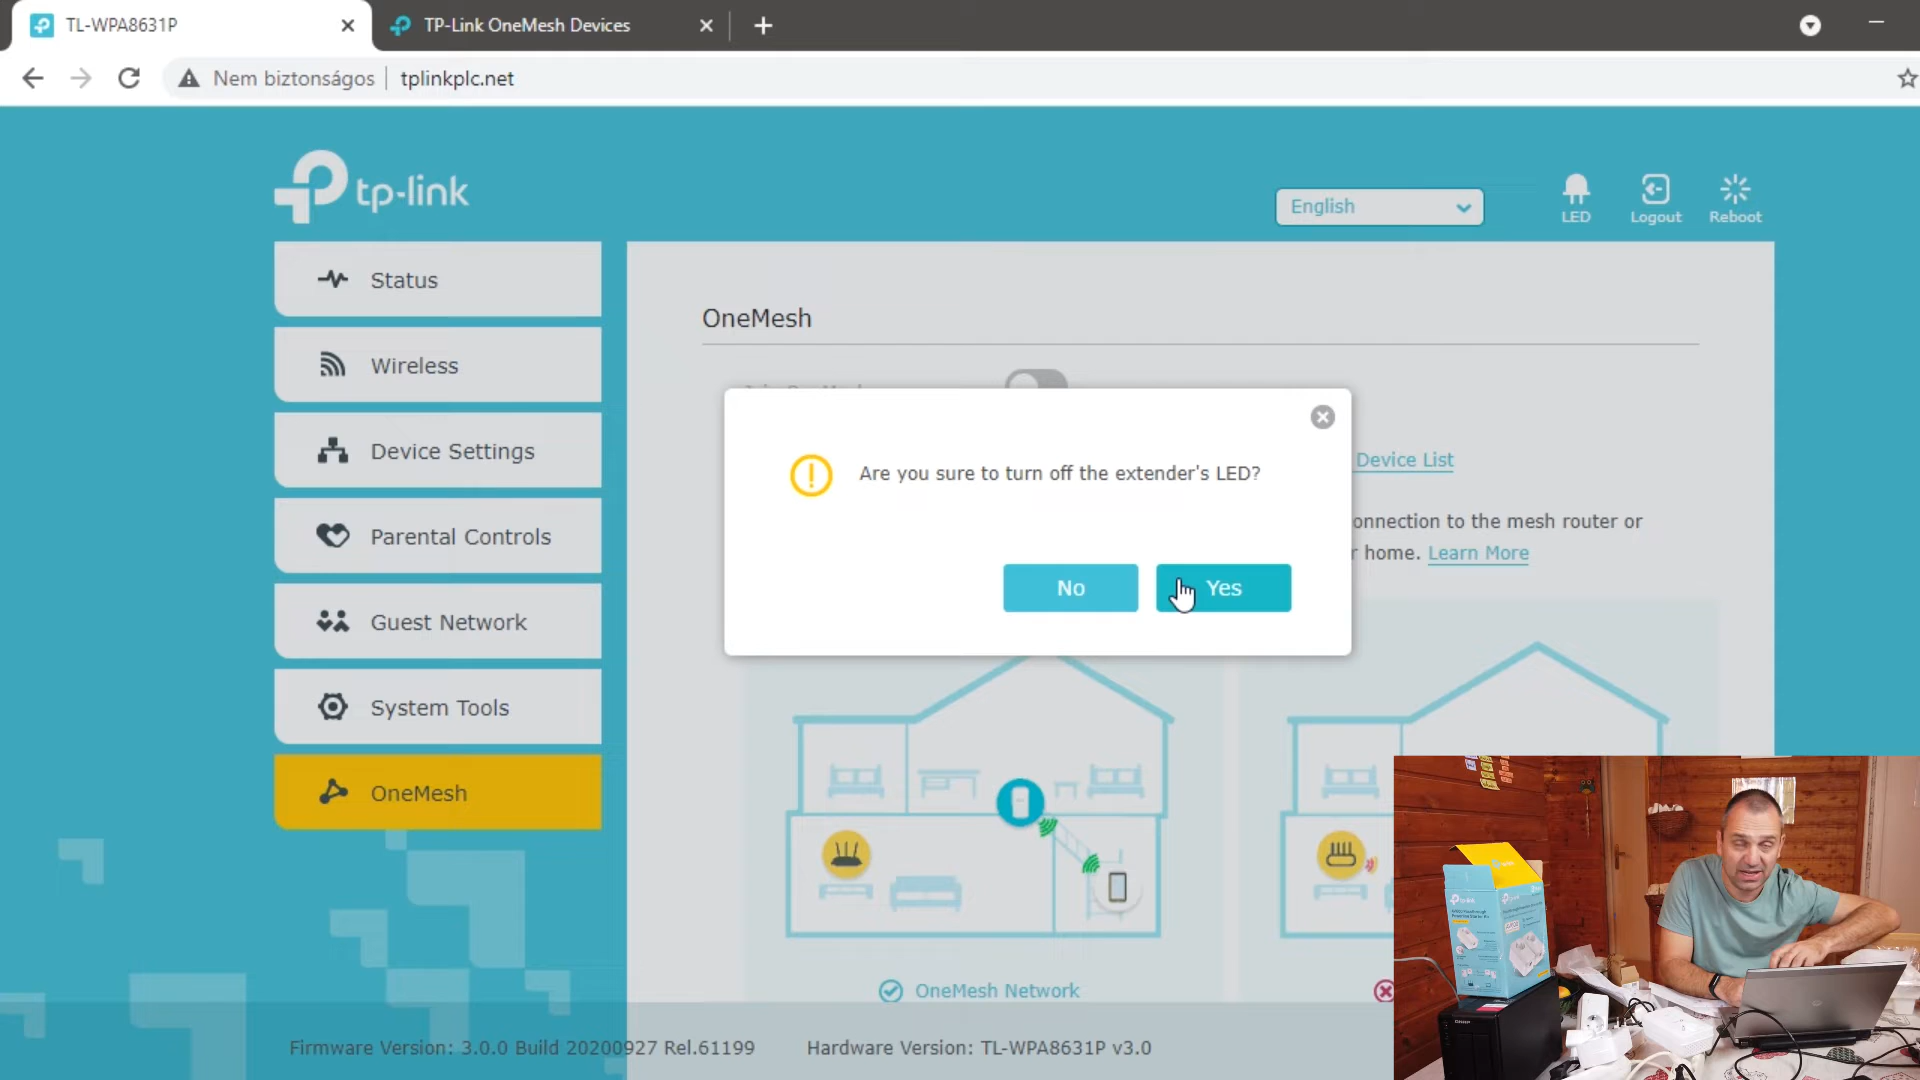 TL-WPA8631P
TP-Link OneMesh Devices
Nem biztonságos
tplinkplc.net
tp-link
English
LED
Logout
Reboot
Status
Wireless
Device Settings
Parental Controls
Guest Network
System Tools
OneMesh
OneMesh
Device List
Are you sure to turn off the extender's LED?
onnection to the mesh router or
r home. Learn More
No
Yes
OneMesh Network
Firmware Version: 3.0.0 Build 20200927 Rel.61199
Hardware Version: TL-WPA8631P v3.0
tp-link